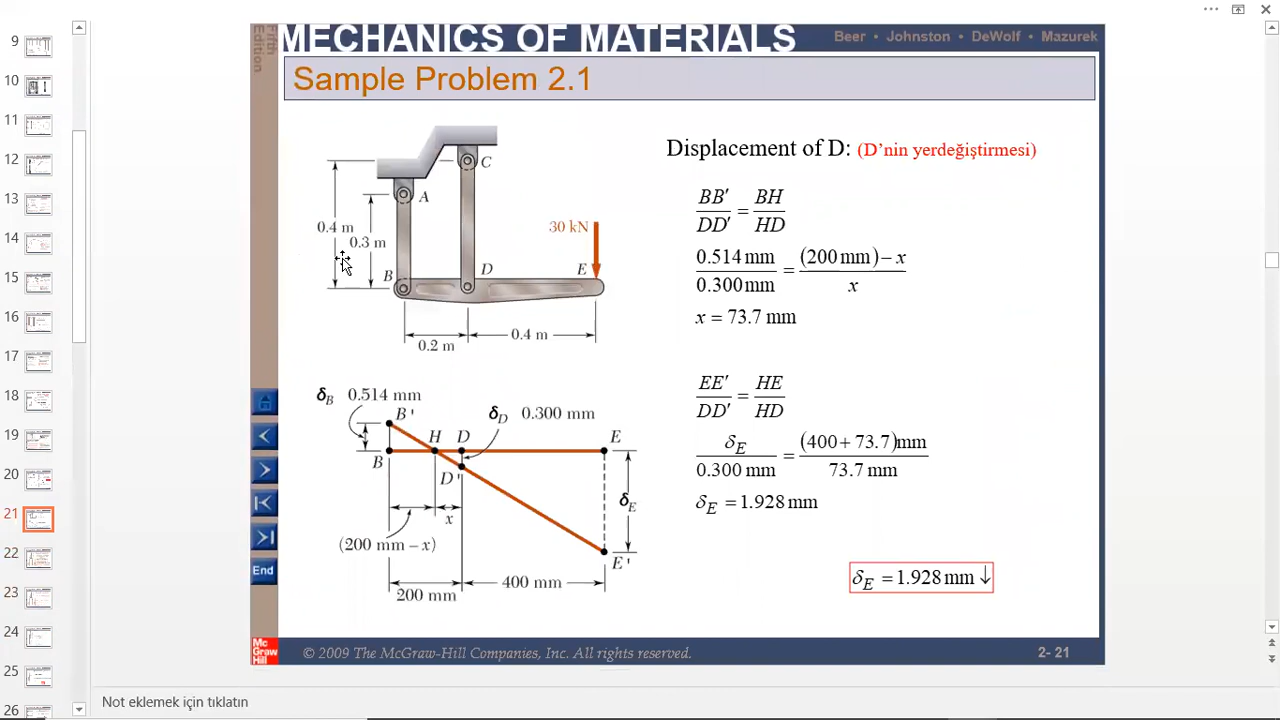 9
10
11
12
13
14
15
16
17
18
19
20
21
22
23
24
25
26
Fifth Edition
MECHANICS OF MATERIALS
Beer • Johnston • DeWolf • Mazurek
Sample Problem 2.1
C
A
0.4 m
0.3 m
30 kN
B
D
E
0.2 m
0.4 m
δB 0.514 mm
B'
δD 0.300 mm
H
D
E
B
D'
δE
x
(200 mm – x)
E'
400 mm
200 mm
Displacement of D: (D’nin yerdeğiştirmesi)
BB′/DD′ = BH/HD
0.514 mm/0.300 mm = (200 mm) − x/x
x = 73.7 mm
EE′/DD′ = HE/HD
δE/0.300 mm = (400 + 73.7)mm/73.7 mm
δE = 1.928 mm
δE = 1.928 mm ↓
End
Mc Graw Hill
© 2009 The McGraw-Hill Companies, Inc. All rights reserved.
2- 21
Not eklemek için tıklatın